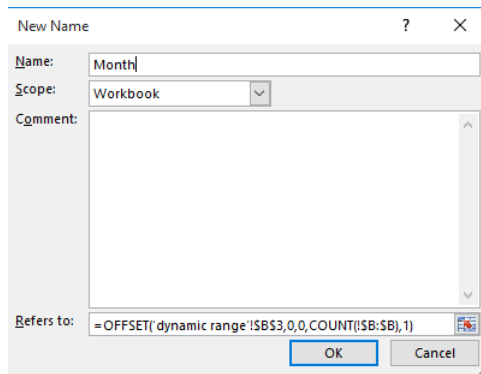 New Name ?
Name: Month
Scope: Workbook
Comment:
Refers to: =OFFSET('dynamic range'!$B$3,0,0,COUNT(!$B:$B),1)
OK Cancel